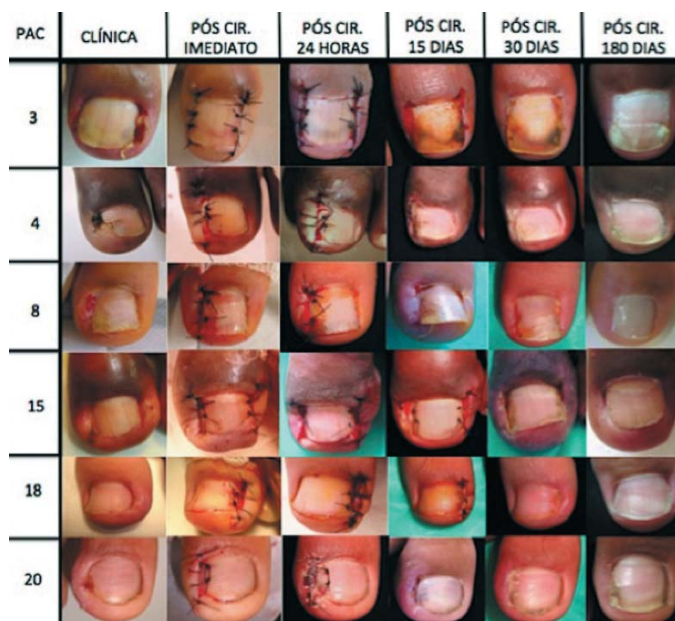 PAC
CLÍNICA
PÓS CIR.
IMEDIATO
PÓS CIR.
24 HORAS
PÓS CIR.
15 DIAS
PÓS CIR.
30 DIAS
PÓS CIR.
180 DIAS
3
4
8
15
18
20